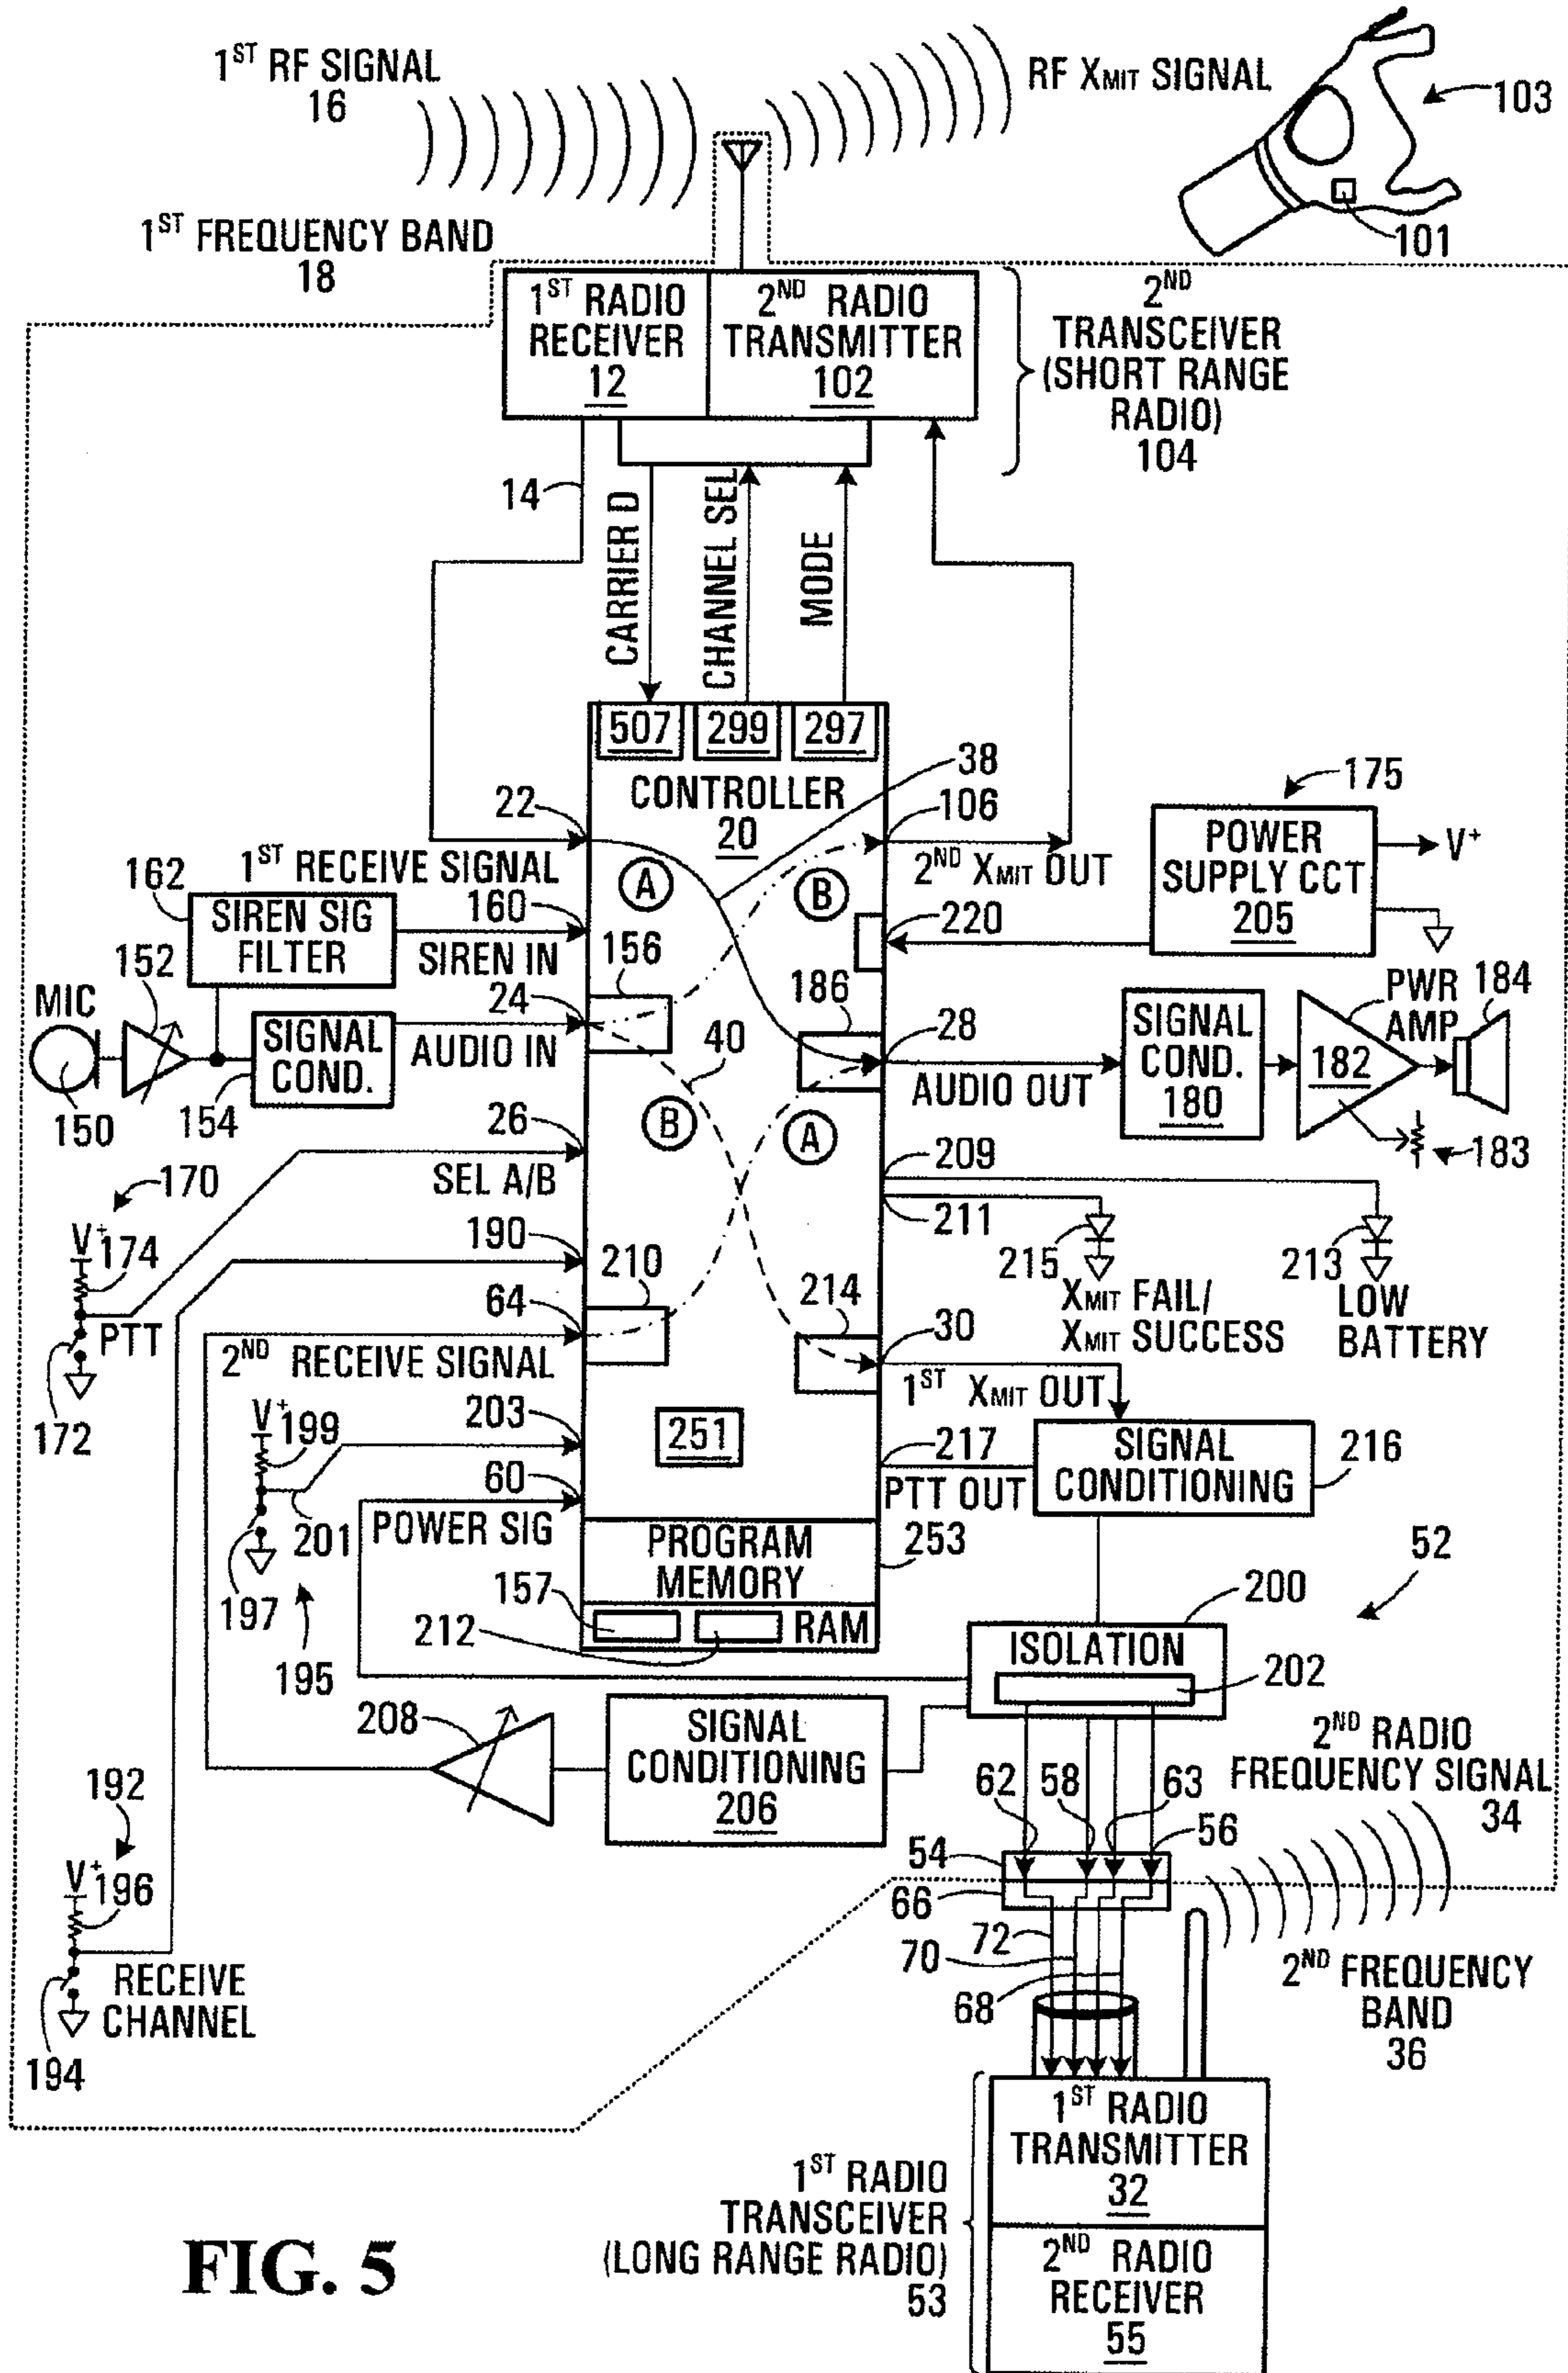 1ST RF SIGNAL
16
RF XMIT SIGNAL
103
101
1ST FREQUENCY BAND
18
1ST RADIO
RECEIVER
12
2ND RADIO
TRANSMITTER
102
2ND
TRANSCEIVER
(SHORT RANGE
RADIO)
104
14
CARRIER D
CHANNEL SEL
MODE
507
299
297
CONTROLLER
20
38
22
106
1ST RECEIVE SIGNAL
A
B
2ND XMIT OUT
175
POWER
SUPPLY CCT
205
V+
162
SIREN SIG
FILTER
160
SIREN IN
220
152
MIC
150
SIGNAL
COND.
154
24
AUDIO IN
156
186
28
AUDIO OUT
SIGNAL
COND.
180
PWR
AMP
182
184
183
40
B
A
26
SEL A/B
170
V+
174
PTT
172
190
209
211
215
XMIT FAIL/
XMIT SUCCESS
213
LOW
BATTERY
210
64
2ND RECEIVE SIGNAL
214
30
1ST XMIT OUT
V+
199
203
201
197
195
251
217
PTT OUT
SIGNAL
CONDITIONING
216
60
POWER SIG
PROGRAM
MEMORY
253
157
212
RAM
52
200
ISOLATION
202
208
SIGNAL
CONDITIONING
206
2ND RADIO
FREQUENCY SIGNAL
34
62
58
63
56
54
66
192
V+
196
RECEIVE
CHANNEL
194
72
70
68
2ND FREQUENCY
BAND
36
1ST RADIO
TRANSMITTER
32
1ST RADIO
TRANSCEIVER
(LONG RANGE RADIO)
53
2ND RADIO
RECEIVER
55
FIG. 5